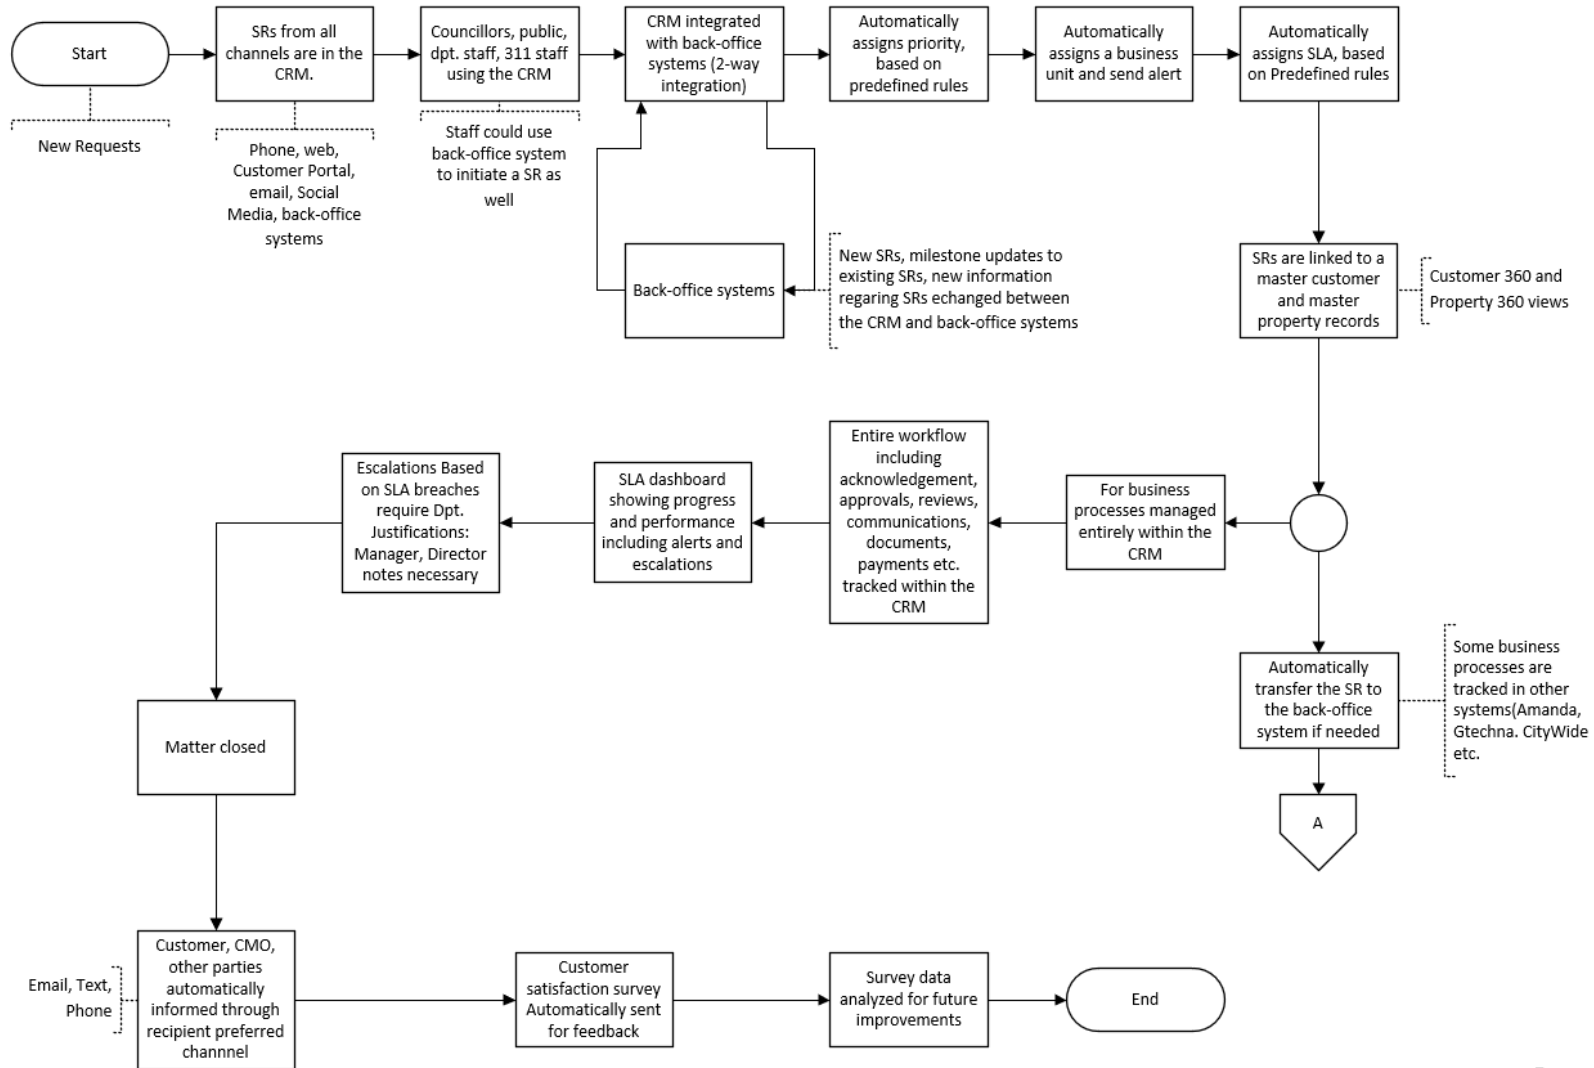 Start
New Requests
SRs from all
channels are in the
CRM.
Phone, web,
Customer Portal,
email, Social
Media, back-office
systems
Councillors, public,
dpt. staff, 311 staff
using the CRM
Staff could use
back-office system
to initiate a SR as
well
CRM integrated
with back-office
systems (2-way
integration)
Back-office systems
New SRs, milestone updates to
existing SRs, new information
regaring SRs echanged between
the CRM and back-office systems
Automatically
assigns priority,
based on
predefined rules
Automatically
assigns a business
unit and send alert
Automatically
assigns SLA, based
on Predefined rules
SRs are linked to a
master customer
and master
property records
Customer 360 and
Property 360 views
For business
processes managed
entirely within the
CRM
Entire workflow
including
acknowledgement,
approvals, reviews,
communications,
documents,
payments etc.
tracked within the
CRM
SLA dashboard
showing progress
and performance
including alerts and
escalations
Escalations Based
on SLA breaches
require Dpt.
Justifications:
Manager, Director
notes necessary
Automatically
transfer the SR to
the back-office
system if needed
Some business
processes are
tracked in other
systems(Amanda,
Gtechna. CityWide
etc.
A
Matter closed
Customer, CMO,
other parties
automatically
informed through
recipient preferred
channnel
Email, Text,
Phone
Customer
satisfaction survey
Automatically sent
for feedback
Survey data
analyzed for future
improvements
End